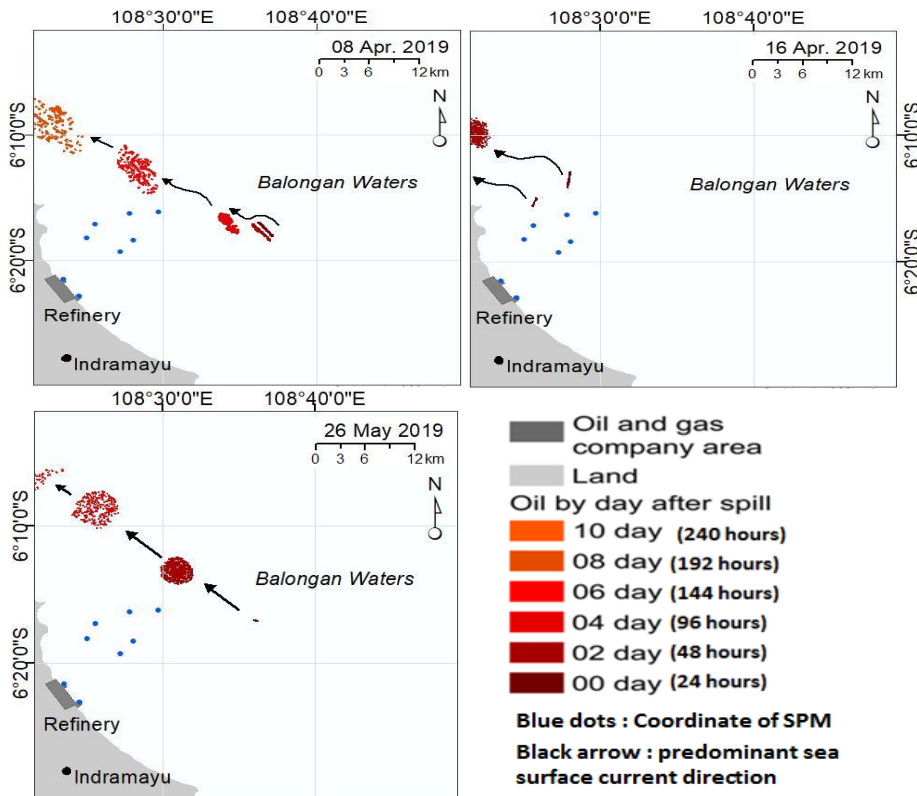 108°30'0"E 108°40'0"E
108°30'0"E 108°40'0"E
08 Apr. 2019
0 3 6 12 km
N
6°10'0"S
Balongan Waters
6°20'0"S
Refinery
Indramayu
16 Apr. 2019
0 3 6 12 km
N
6°10'0"S
Balongan Waters
6°20'0"S
Refinery
Indramayu
108°30'0"E 108°40'0"E
26 May 2019
0 3 6 12 km
N
6°10'0"S
Balongan Waters
6°20'0"S
Refinery
Indramayu
Oil and gas
company area
Land
Oil by day after spill
10 day (240 hours)
08 day (192 hours)
06 day (144 hours)
04 day (96 hours)
02 day (48 hours)
00 day (24 hours)
Blue dots : Coordinate of SPM
Black arrow : predominant sea
surface current direction